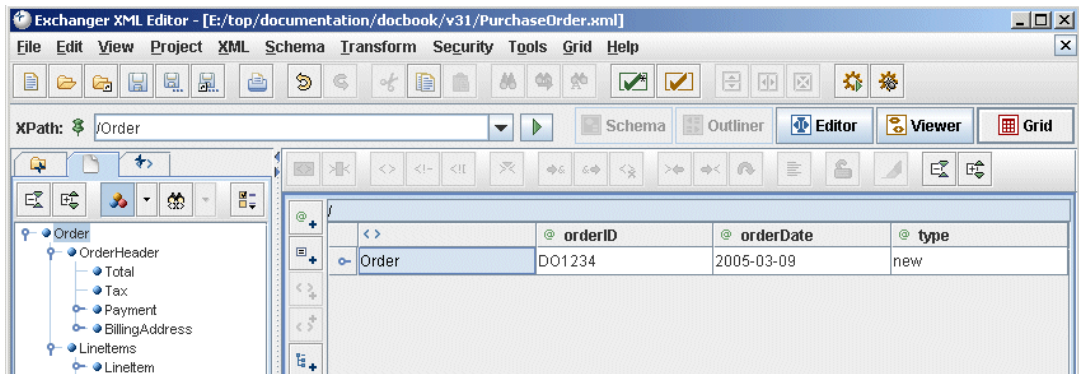 Exchanger XML Editor - [E:/top/documentation/docbook/v31/PurchaseOrder.xml]
File Edit View Project XML Schema Transform Security Tools Grid Help
XPath: /Order Schema Outliner Editor Viewer Grid
/
Order
<> @ orderID @ orderDate @ type
OrderHeader
Order DO1234 2005-03-09 new
Total
Tax
Payment
BillingAddress
LineItems
LineItem